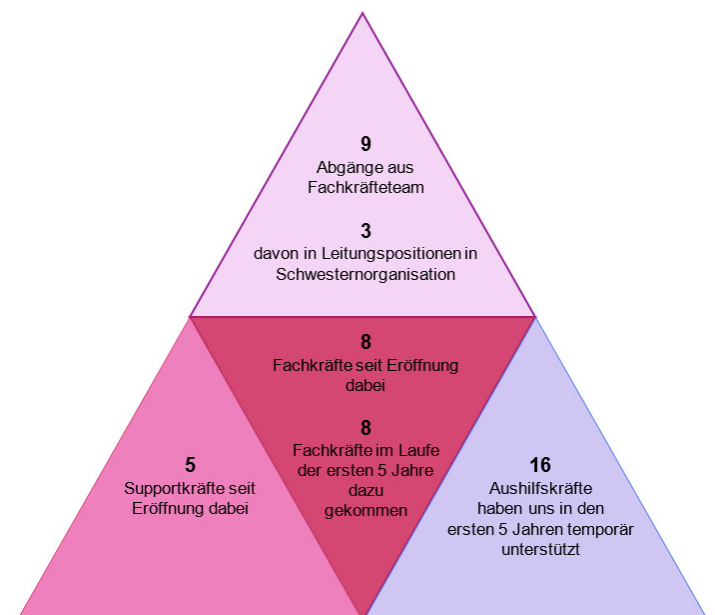 9
Abgänge aus
Fachkräfteteam
3
davon in Leitungspositionen in
Schwesternorganisation
8
Fachkräfte seit Eröffnung
dabei
8
Fachkräfte im Laufe
der ersten 5 Jahre
dazu
gekommen
5
Supportkräfte seit
Eröffnung dabei
16
Aushilfskräfte
haben uns in den
ersten 5 Jahren temporär
unterstützt